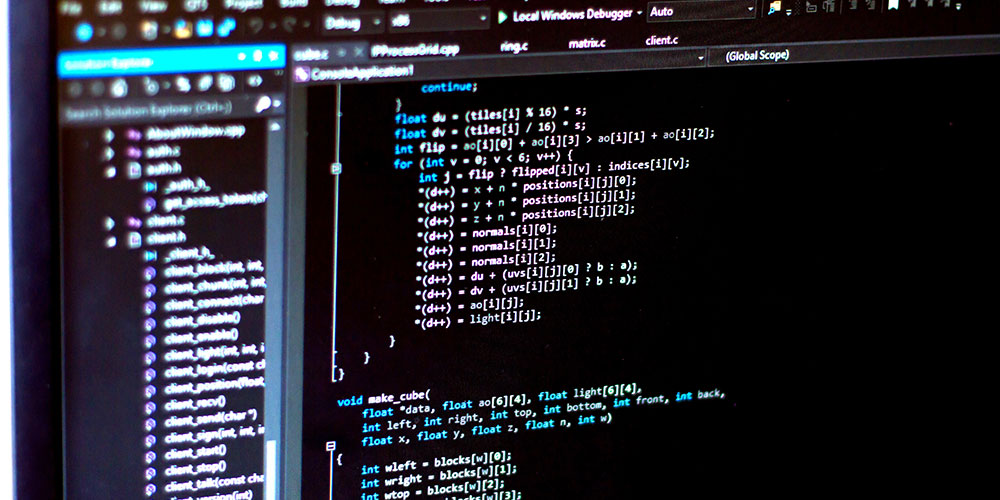 Local Windows Debugger
Auto
Debug
x86
Solution Explorer
cube.c
IPProcessGrid.cpp
ring.c
matrix.c
client.c
ConsoleApplication1
(Global Scope)
Search Solution Explorer (Ctrl+;)
AboutWindow.cpp
auth.c
auth.h
_auth_h_
get_access_token(ch
client.c
client.h
_client_h_
client_block(int, int,
client_chunk(int, int,
client_connect(char
client_disable()
client_enable()
client_light(int, int, i
client_login(const cl
client_position(float,
client_recv()
client_send(char *)
client_sign(int, int, i
client_start()
client_stop()
client_talk(const cha
client_version(int)
continue;
}
float du = (tiles[i] % 16) * s;
float dv = (tiles[i] / 16) * s;
int flip = ao[i][0] + ao[i][3] > ao[i][1] + ao[i][2];
for (int v = 0; v < 6; v++) {
int j = flip ? flipped[i][v] : indices[i][v];
*(d++) = x + n * positions[i][j][0];
*(d++) = y + n * positions[i][j][1];
*(d++) = z + n * positions[i][j][2];
*(d++) = normals[i][0];
*(d++) = normals[i][1];
*(d++) = normals[i][2];
*(d++) = du + (uvs[i][j][0] ? b : a);
*(d++) = dv + (uvs[i][j][1] ? b : a);
*(d++) = ao[i][j];
*(d++) = light[i][j];
}
}
}
void make_cube(
float *data, float ao[6][4], float light[6][4],
int left, int right, int top, int bottom, int front, int back,
float x, float y, float z, float n, int w)
{
int wleft = blocks[w][0];
int wright = blocks[w][1];
int wtop = blocks[w][2];
= blocks[w][3];